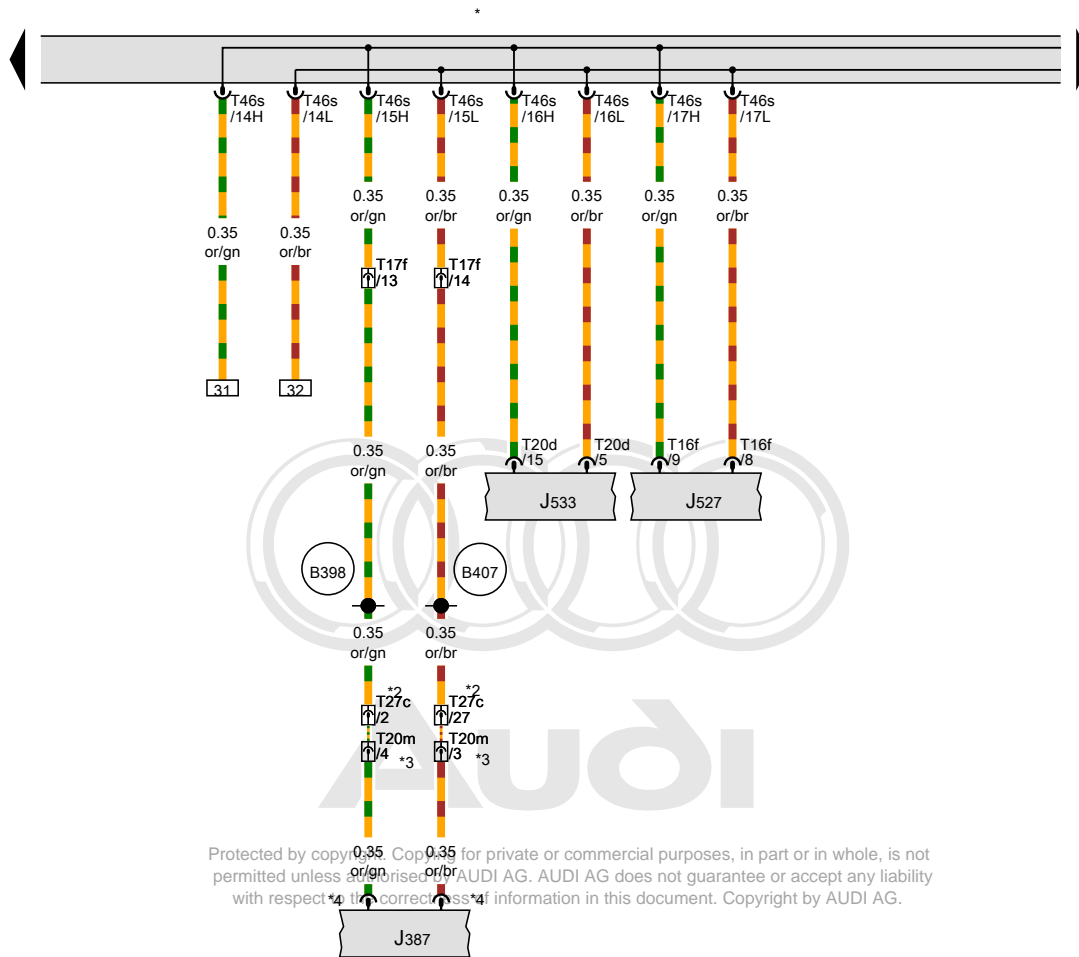 *
T46s T46s T46s T46s T46s T46s T46s T46s
/14H /14L /15H /15L /16H /16L /17H /17L
0.35 0.35 0.35 0.35 0.35 0.35
or/gn or/br or/gn or/br or/gn or/br
0.35 0.35
or/gn or/br
T17f T17f
/13 /14
31 32
T20d T20d T16f T16f
/15 /5 /9 /8
0.35 0.35
or/gn or/br
J533 J527
B398 B407
0.35 0.35
or/gn or/br
*2 *2
T27c T27c
/2 /27
T20m T20m
/4 /3
*3 *3
Audi
0.35 0.35
or/gn or/br
Protected by copyright. Copying for private or commercial purposes, in part or in whole, is not
permitted unless authorised by AUDI AG. AUDI AG does not guarantee or accept any liability
with respect to the correctness of information in this document. Copyright by AUDI AG.
*4 *4
J387